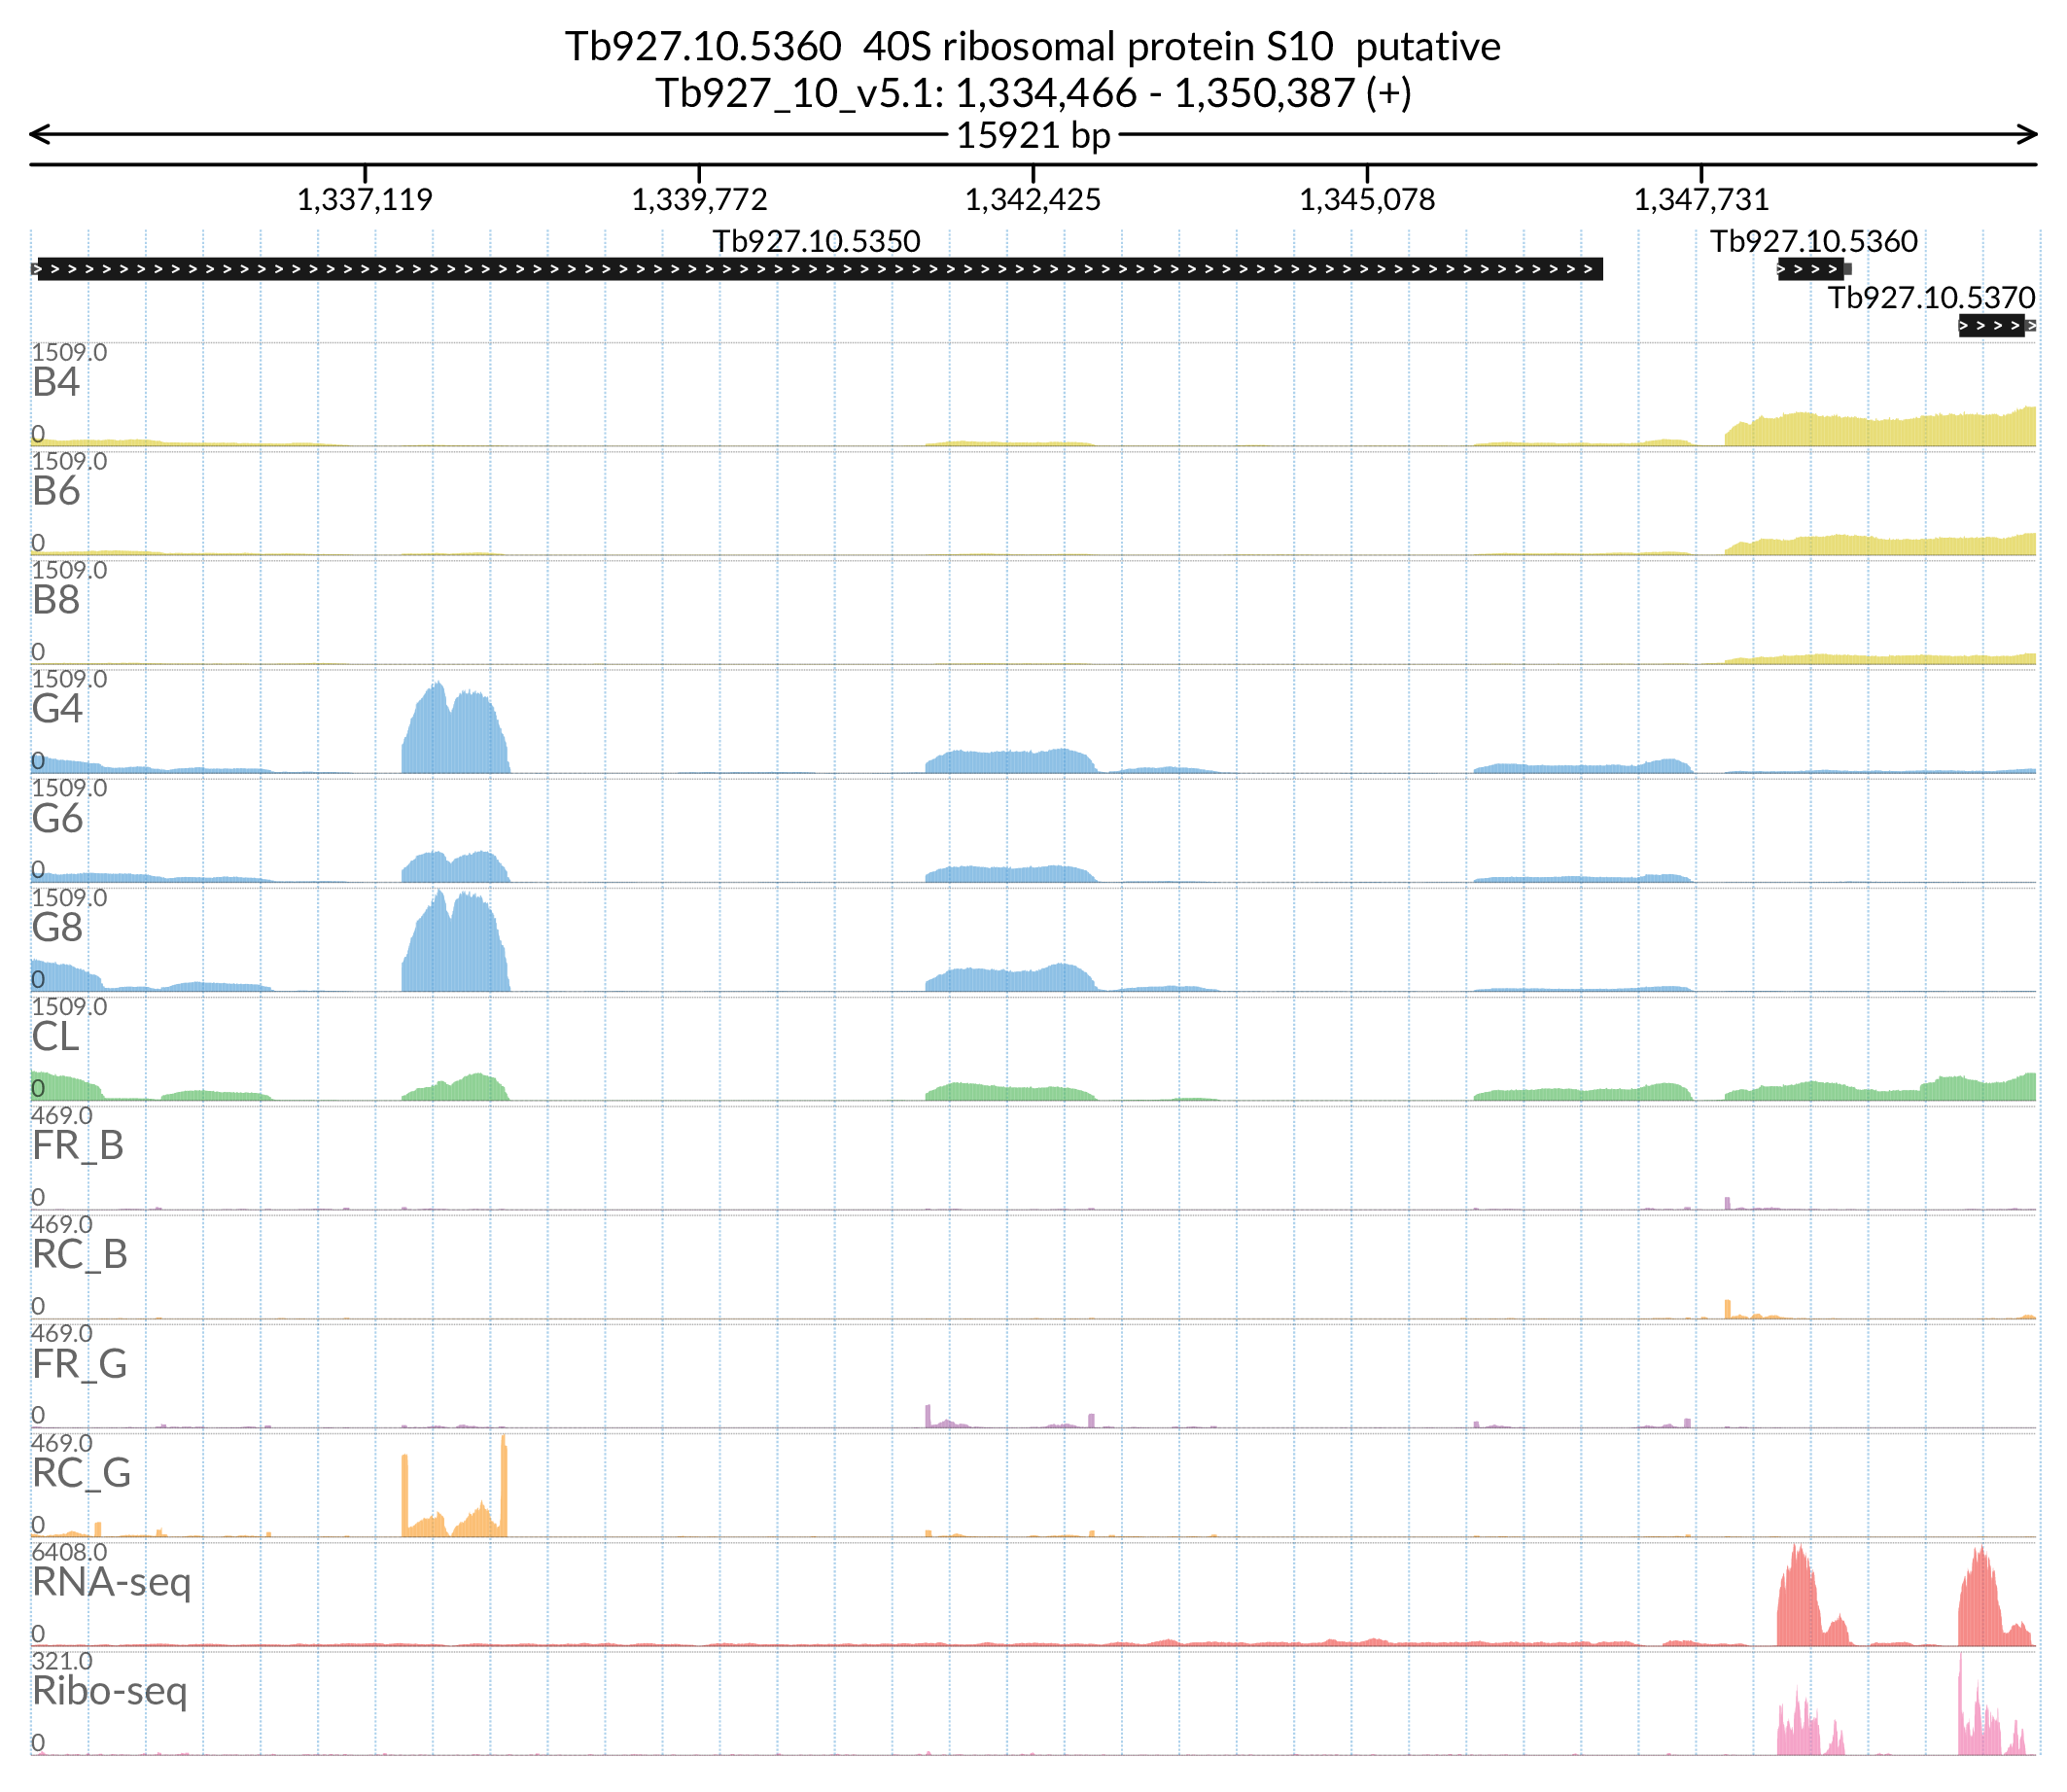 Tb927.10.5360  40S ribosomal protein S10  putative
Tb927_10_v5.1: 1,334,466 - 1,350,387 (+)
15921 bp
1,337,119 1,339,772 1,342,425 1,345,078 1,347,731
Tb927.10.5350 Tb927.10.5360
Tb927.10.5370
1509.0
B4
0
1509.0
B6
0
1509.0
B8
0
1509.0
G4
0
1509.0
G6
0
1509.0
G8
0
1509.0
CL
0
469.0
FR_B
0
469.0
RC_B
0
469.0
FR_G
0
469.0
RC_G
0
6408.0
RNA-seq
0
321.0
Ribo-seq
0